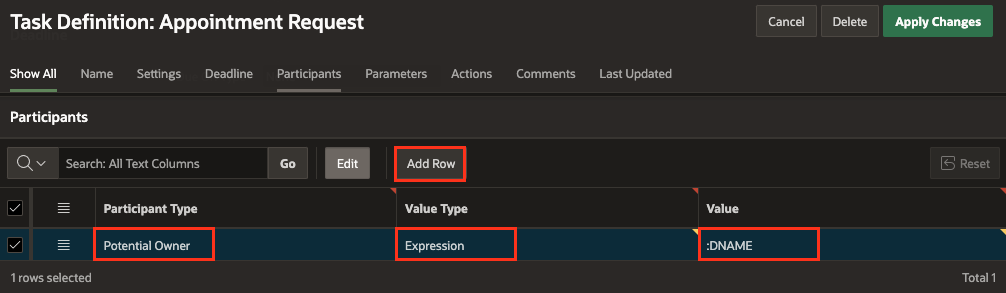 Task Definition: Appointment Request
Cancel Delete Apply Changes
Show All Name Settings Deadline Participants Parameters Actions Comments Last Updated
Participants
Search: All Text Columns Go Edit Add Row Reset
Participant Type Value Type Value
Potential Owner Expression :DNAME
1 rows selected Total 1